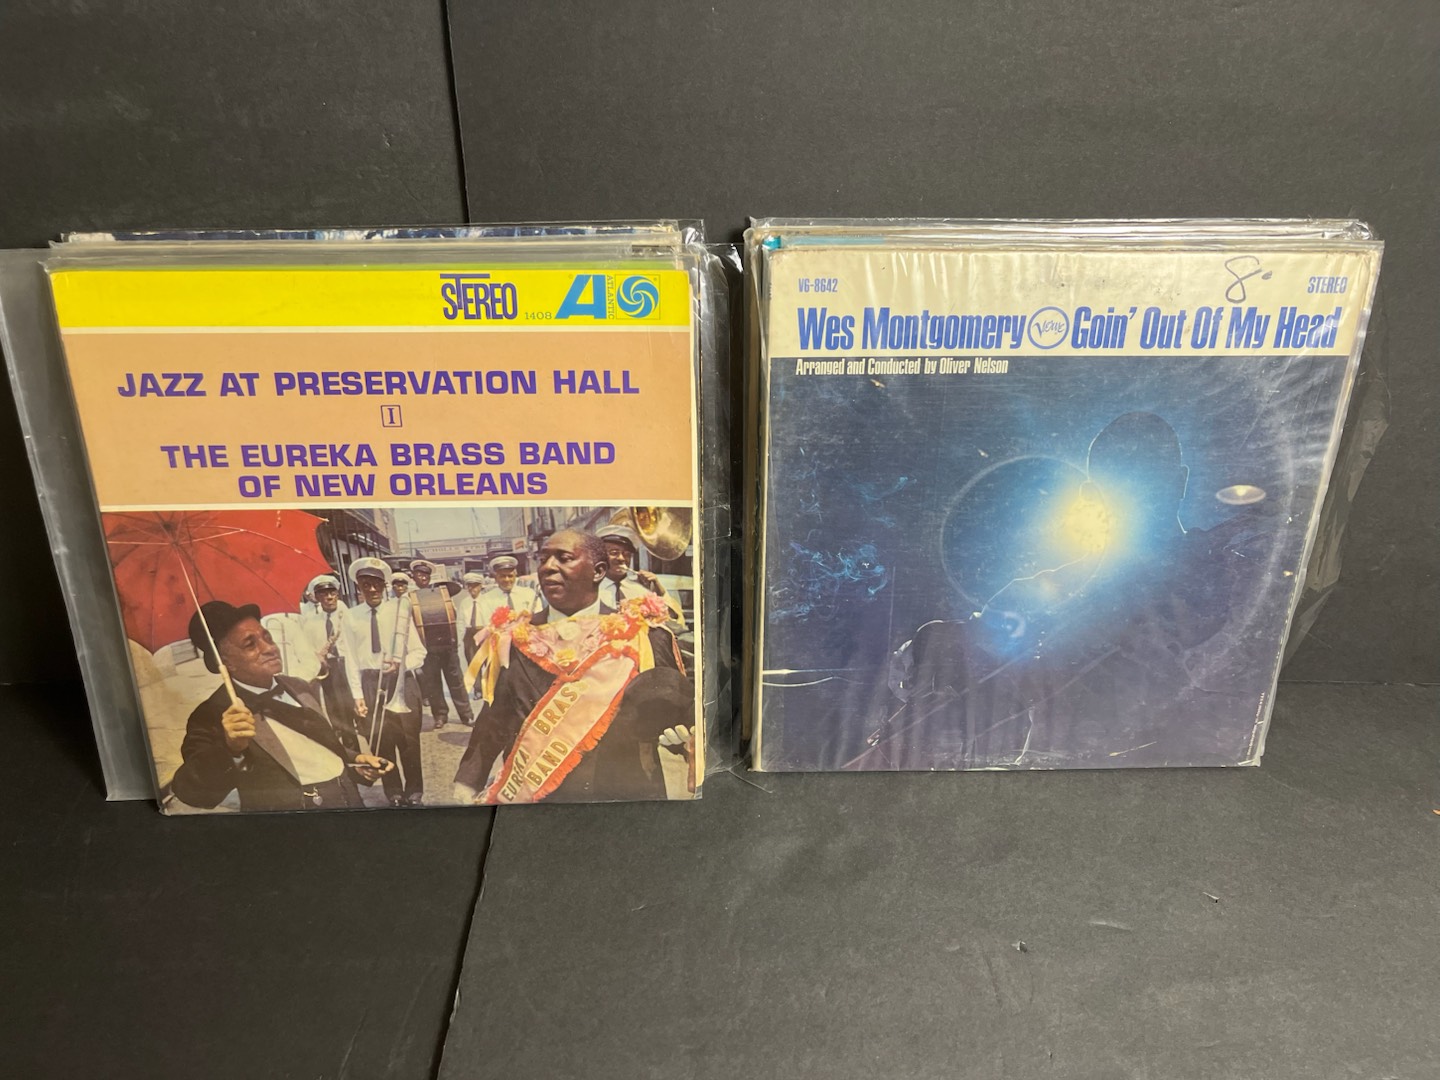 STEREO 1408 A ATLANTIC
JAZZ AT PRESERVATION HALL
I
THE EUREKA BRASS BAND
OF NEW ORLEANS
EUREKA BRASS
BAND
V6-8642
8.
STEREO
Wes Montgomery Verve Goin' Out Of My Head
Arranged and Conducted by Oliver Nelson